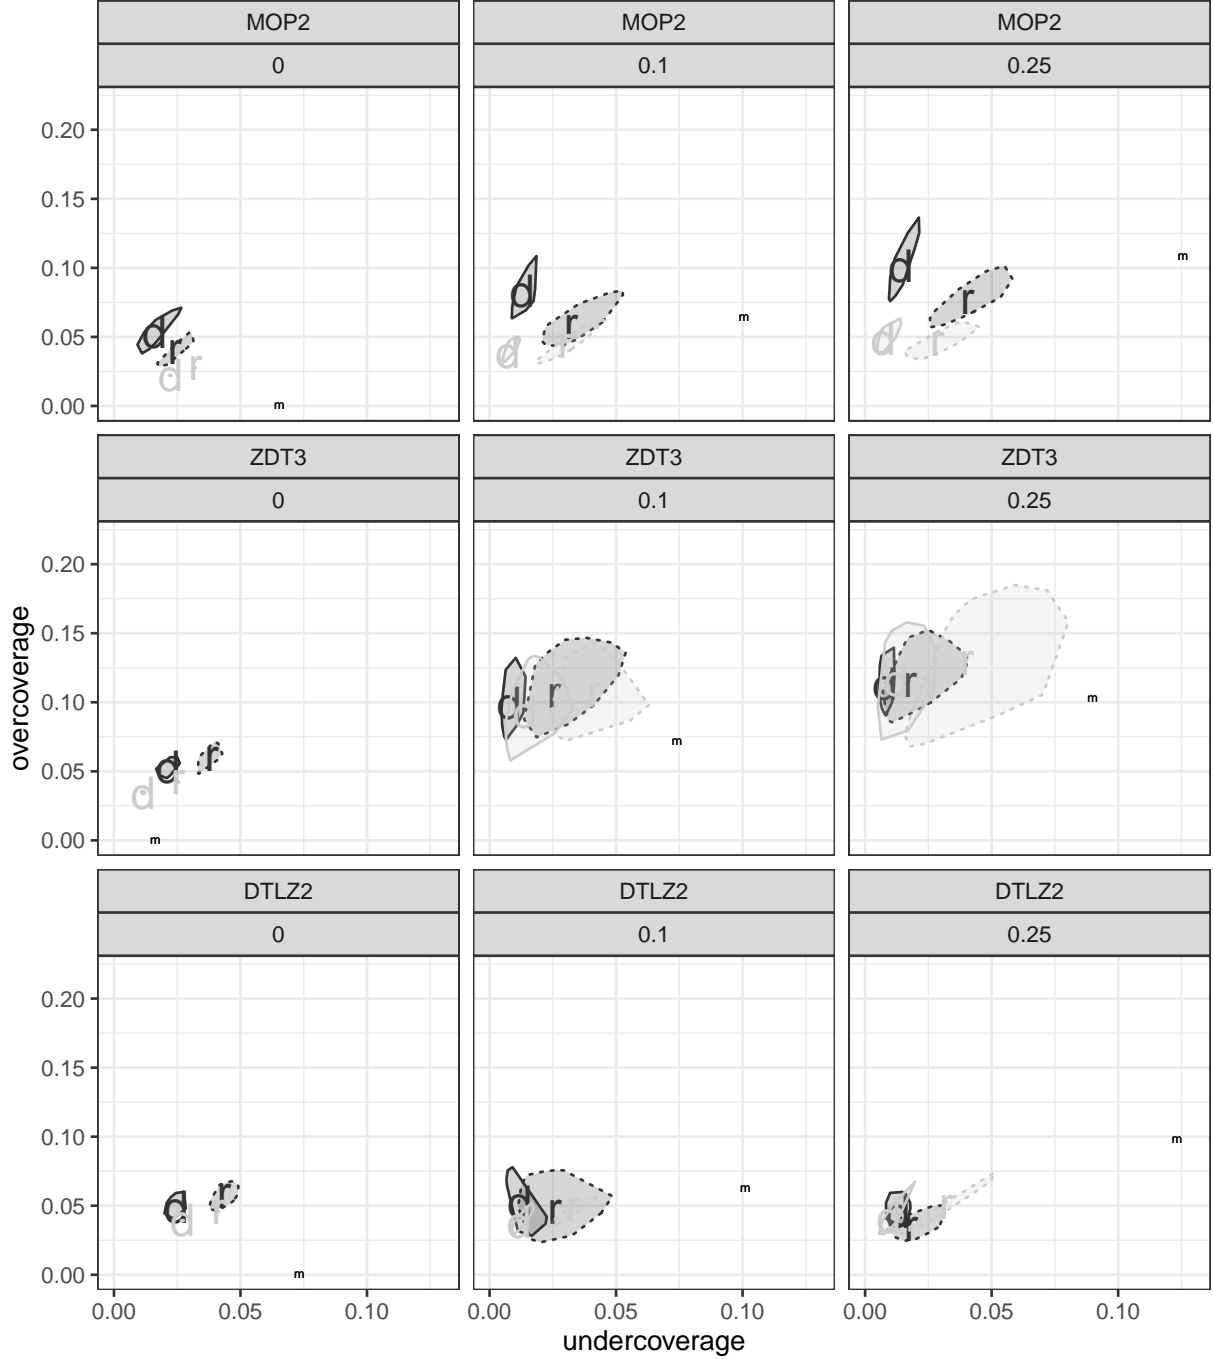 MOP2 MOP2 MOP2
0 0.1 0.25
0.20
0.15
0.10
0.05
0.00
d r d r m
d r d r m
d r d r m
ZDT3 ZDT3 ZDT3
0 0.1 0.25
0.20
0.15
0.10
0.05
0.00
d r d r m
d r d r m
d r d r m
DTLZ2 DTLZ2 DTLZ2
0 0.1 0.25
0.20
0.15
0.10
0.05
0.00
d r d r m
d r d r m
d r d r m
0.00 0.05 0.10 0.00 0.05 0.10 0.00 0.05 0.10
undercoverage
overcoverage